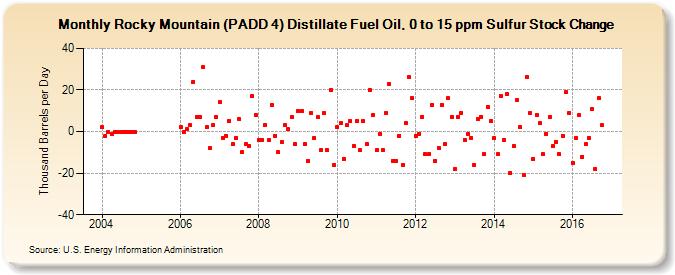 Monthly Rocky Mountain (PADD 4) Distillate Fuel Oil, 0 to 15 ppm Sulfur Stock Change
Thousand Barrels per Day
40
20
0
-20
-40
2004 2006 2008 2010 2012 2014 2016
Source: U.S. Energy Information Administration